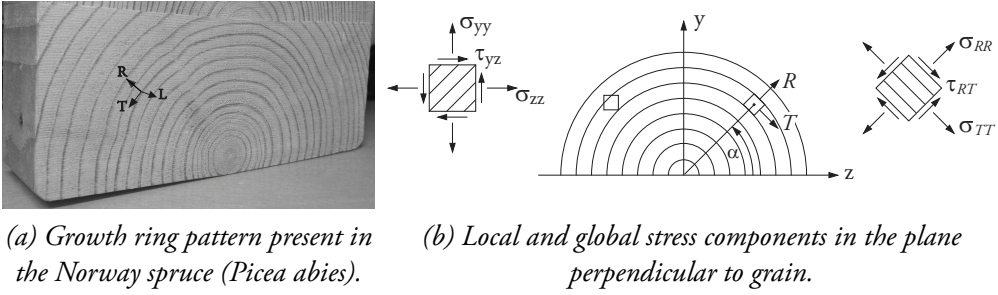 R
L
T
σyy
τyz
σzz
y
R
T
α
z
σRR
τRT
σTT
(a) Growth ring pattern present in
the Norway spruce (Picea abies).
(b) Local and global stress components in the plane
perpendicular to grain.